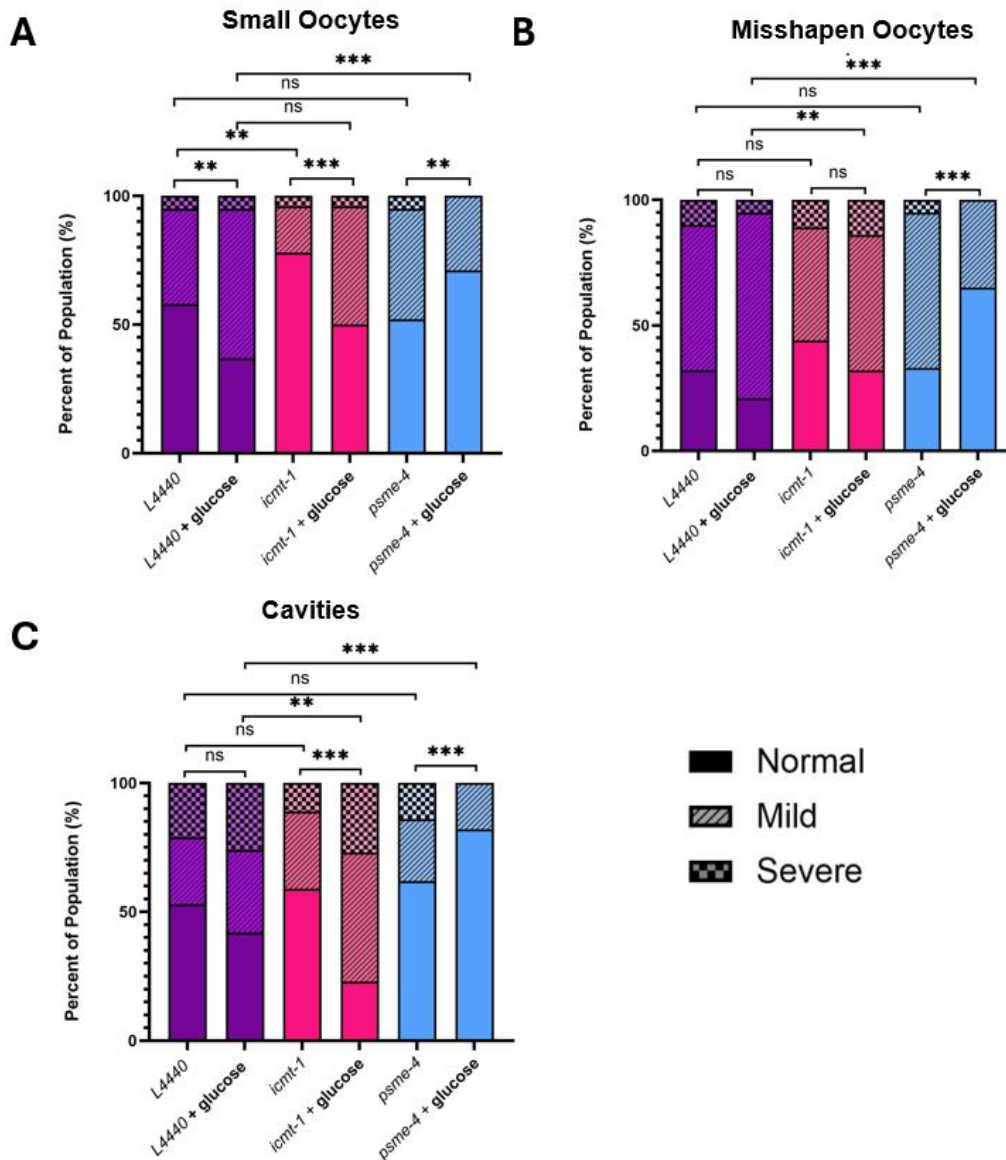 A
Small Oocytes
***
ns
ns
**
**
***
**
Percent of Population (%)
100
50
0
L4440
L4440 + glucose
icmt-1
icmt-1 + glucose
psme-4
psme-4 + glucose
B
Misshapen Oocytes
***
ns
**
ns
ns
ns
***
Percent of Population (%)
100
50
0
L4440
L4440 + glucose
icmt-1
icmt-1 + glucose
psme-4
psme-4 + glucose
C
Cavities
***
ns
**
ns
ns
***
***
Percent of Population (%)
100
50
0
L4440
L4440 + glucose
icmt-1
icmt-1 + glucose
psme-4
psme-4 + glucose
Normal
Mild
Severe